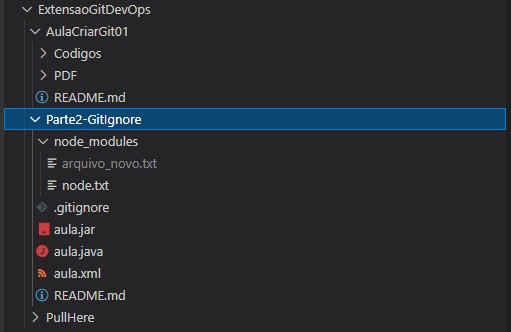 ExtensaoGitDevOps
AulaCriarGit01
Codigos
PDF
README.md
Parte2-GitIgnore
node_modules
arquivo_novo.txt
node.txt
.gitignore
aula.jar
aula.java
aula.xml
README.md
PullHere